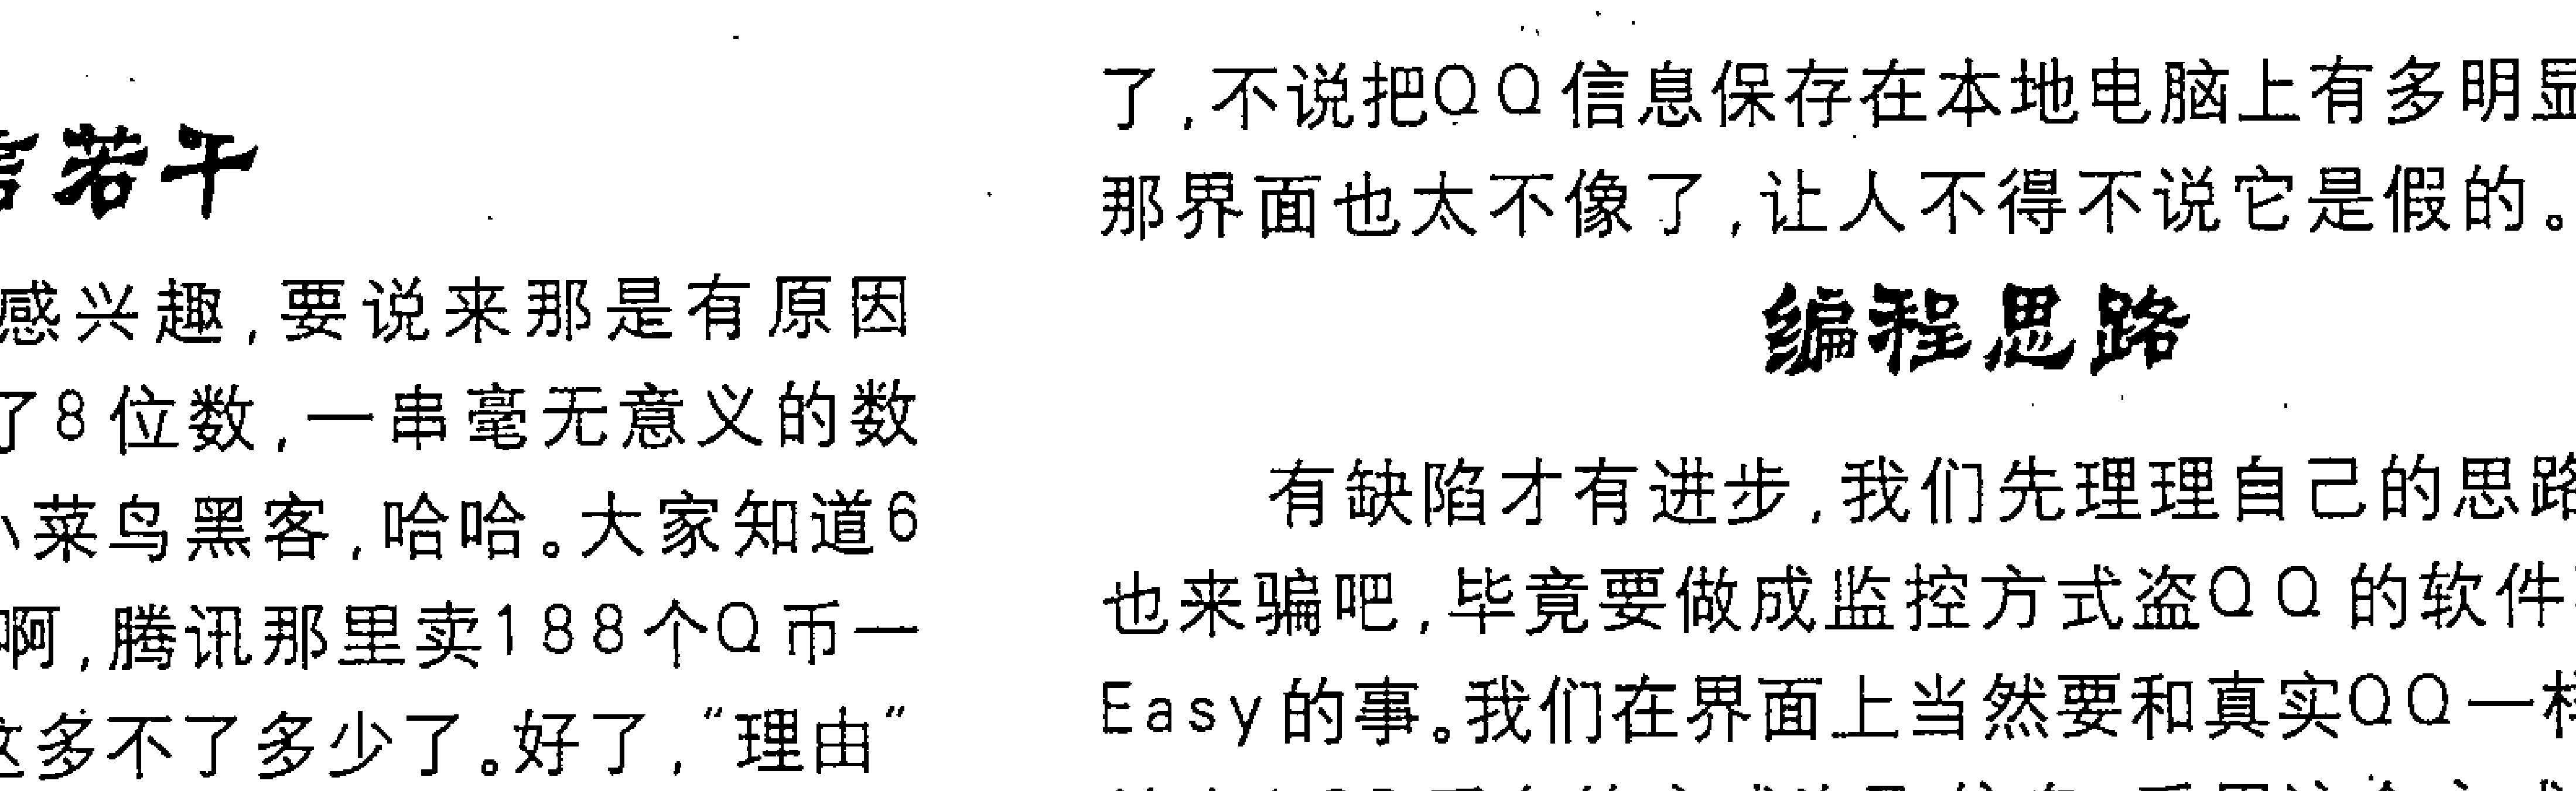 若干
感兴趣,要说来那是有原因
了8位数,一串毫无意义的数
小菜鸟黑客,哈哈。大家知道6
啊,腾讯那里卖188个Q币一
这多不了多少了。好了,“理由”
了,不说把QQ信息保存在本地电脑上有多明显
那界面也太不像了,让人不得不说它是假的。
编程思路
有缺陷才有进步,我们先理理自己的思路
也来骗吧,毕竟要做成监控方式盗QQ的软件
Easy的事。我们在界面上当然要和真实QQ一样